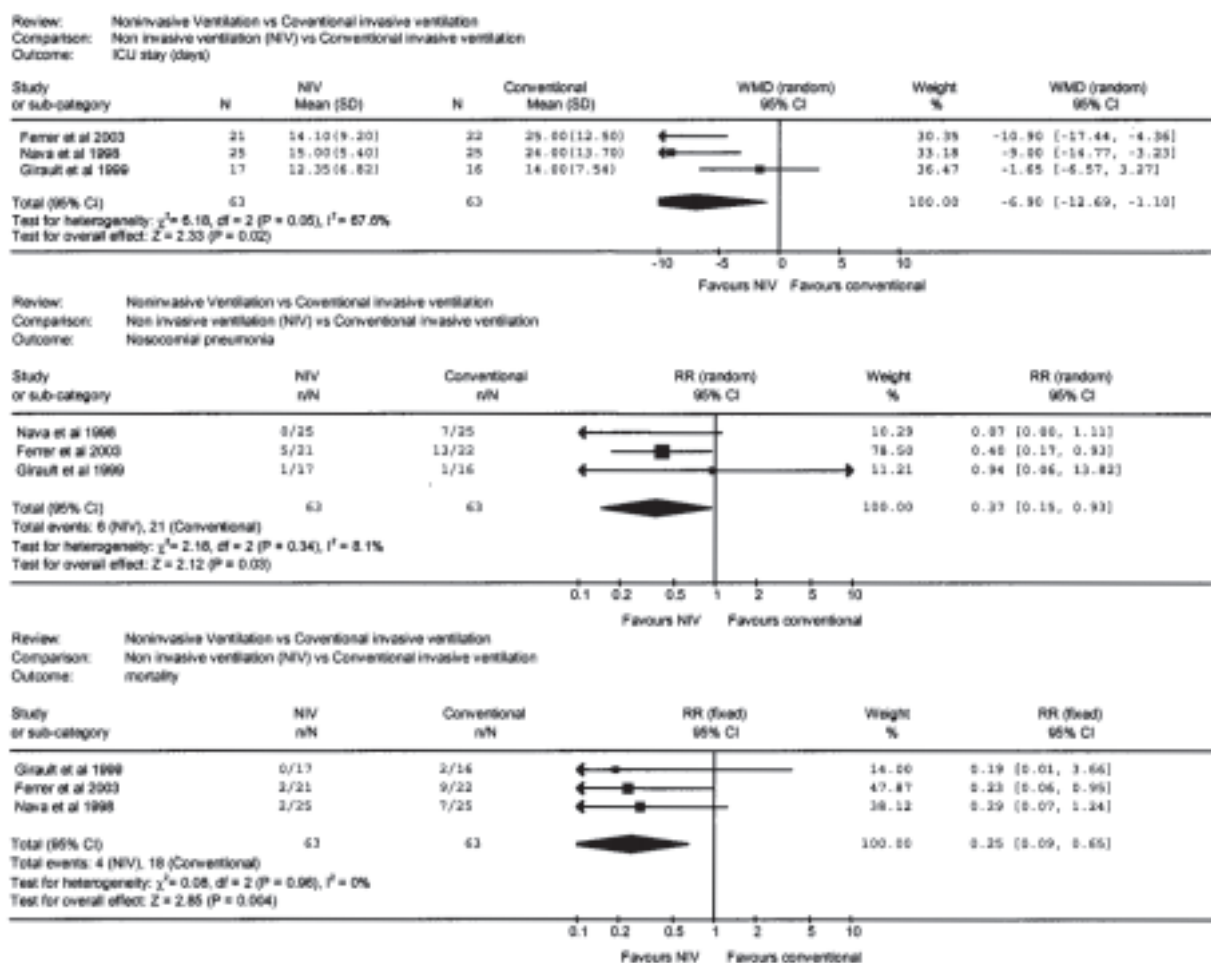 Review: Noninvasive Ventilation vs Coventional invasive ventilation
Comparison: Non invasive ventilation (NIV) vs Conventional invasive ventilation
Outcome: ICU stay (days)
Study NIV Conventional WMD (random) Weight WMD (random)
or sub-category N Mean (SD) N Mean (SD) 95% CI % 95% CI
Ferrer et al 2003 21 14.10(9.20) 22 25.00(12.50) 30.35 -10.90 [-17.44, -4.36]
Nava et al 1998 25 15.00(5.40) 25 24.00(13.70) 33.18 -9.00 [-14.77, -3.23]
Girault et al 1999 17 12.35(6.82) 16 14.00(7.54) 36.47 -1.65 [-6.57, 3.27]
Total (95% CI) 63 63 100.00 -6.90 [-12.69, -1.10]
Test for heterogeneity: χ²= 6.18, df = 2 (P = 0.05), I² = 67.6%
Test for overall effect: Z = 2.33 (P = 0.02)
-10 -5 0 5 10
Favours NIV Favours conventional
Review: Noninvasive Ventilation vs Coventional invasive ventilation
Comparison: Non invasive ventilation (NIV) vs Conventional invasive ventilation
Outcome: Nosocomial pneumonia
Study NIV Conventional RR (random) Weight RR (random)
or sub-category n/N n/N 95% CI % 95% CI
Nava et al 1998 0/25 7/25 10.29 0.07 [0.00, 1.11]
Ferrer et al 2003 5/21 13/22 78.50 0.40 [0.17, 0.93]
Girault et al 1999 1/17 1/16 11.21 0.94 [0.06, 13.82]
Total (95% CI) 63 63 100.00 0.37 [0.15, 0.93]
Total events: 6 (NIV), 21 (Conventional)
Test for heterogeneity: χ²= 2.18, df = 2 (P = 0.34), I² = 8.1%
Test for overall effect: Z = 2.12 (P = 0.03)
0.1 0.2 0.5 1 2 5 10
Favours NIV Favours conventional
Review: Noninvasive Ventilation vs Coventional invasive ventilation
Comparison: Non invasive ventilation (NIV) vs Conventional invasive ventilation
Outcome: mortality
Study NIV Conventional RR (fixed) Weight RR (fixed)
or sub-category n/N n/N 95% CI % 95% CI
Girault et al 1999 0/17 2/16 14.00 0.19 [0.01, 3.66]
Ferrer et al 2003 2/21 9/22 47.87 0.23 [0.06, 0.95]
Nava et al 1998 2/25 7/25 38.12 0.29 [0.07, 1.24]
Total (95% CI) 63 63 100.00 0.25 [0.09, 0.65]
Total events: 4 (NIV), 18 (Conventional)
Test for heterogeneity: χ²= 0.08, df = 2 (P = 0.96), I² = 0%
Test for overall effect: Z = 2.85 (P = 0.004)
0.1 0.2 0.5 1 2 5 10
Favours NIV Favours conventional